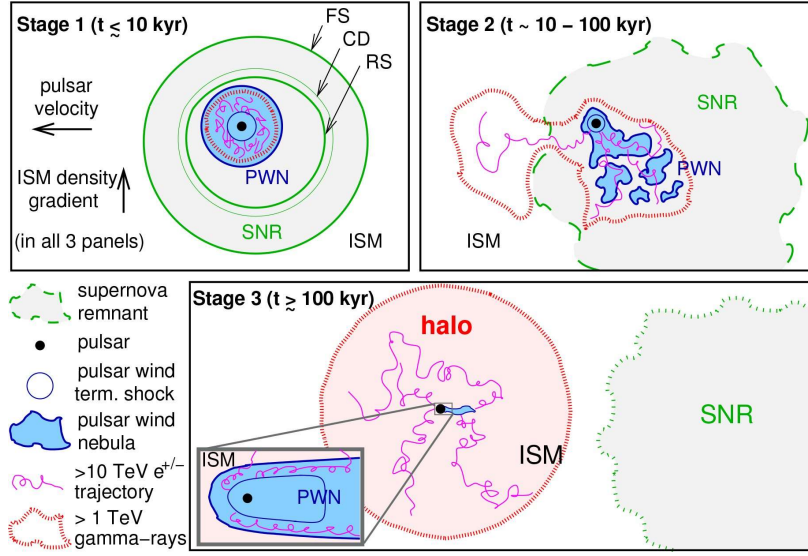 Stage 1 (t ≲ 10 kyr)
FS
CD
RS
pulsar
velocity
ISM density
gradient
(in all 3 panels)
PWN
SNR
ISM
Stage 2 (t ~ 10 − 100 kyr)
SNR
PWN
ISM
supernova
remnant
pulsar
pulsar wind
term. shock
pulsar wind
nebula
>10 TeV e+/−
trajectory
> 1 TeV
gamma−rays
Stage 3 (t ≳ 100 kyr)
halo
ISM
SNR
ISM
PWN